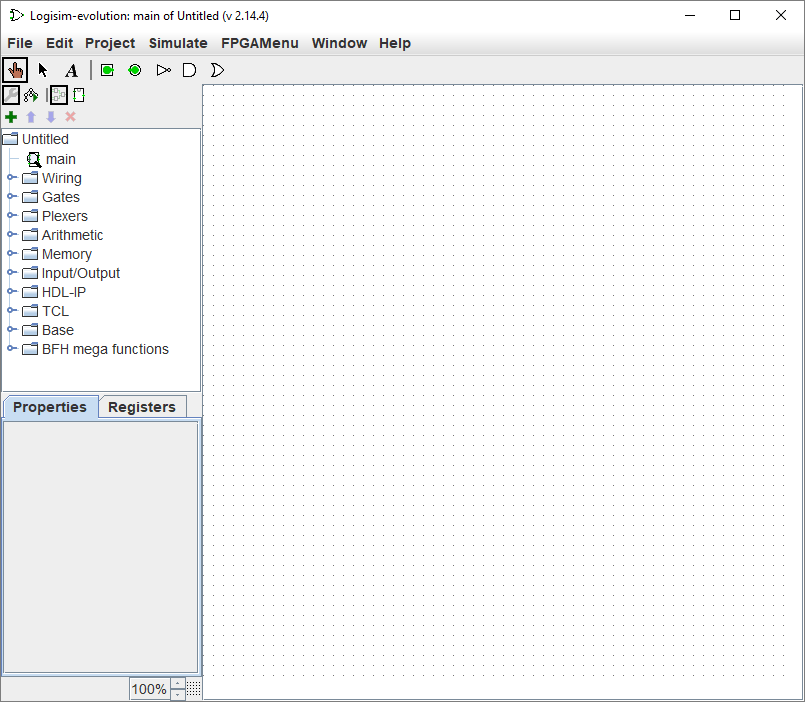 Logisim-evolution: main of Untitled (v 2.14.4)
File Edit Project Simulate FPGAMenu Window Help
A
Untitled
main
Wiring
Gates
Plexers
Arithmetic
Memory
Input/Output
HDL-IP
TCL
Base
BFH mega functions
Properties Registers
100%